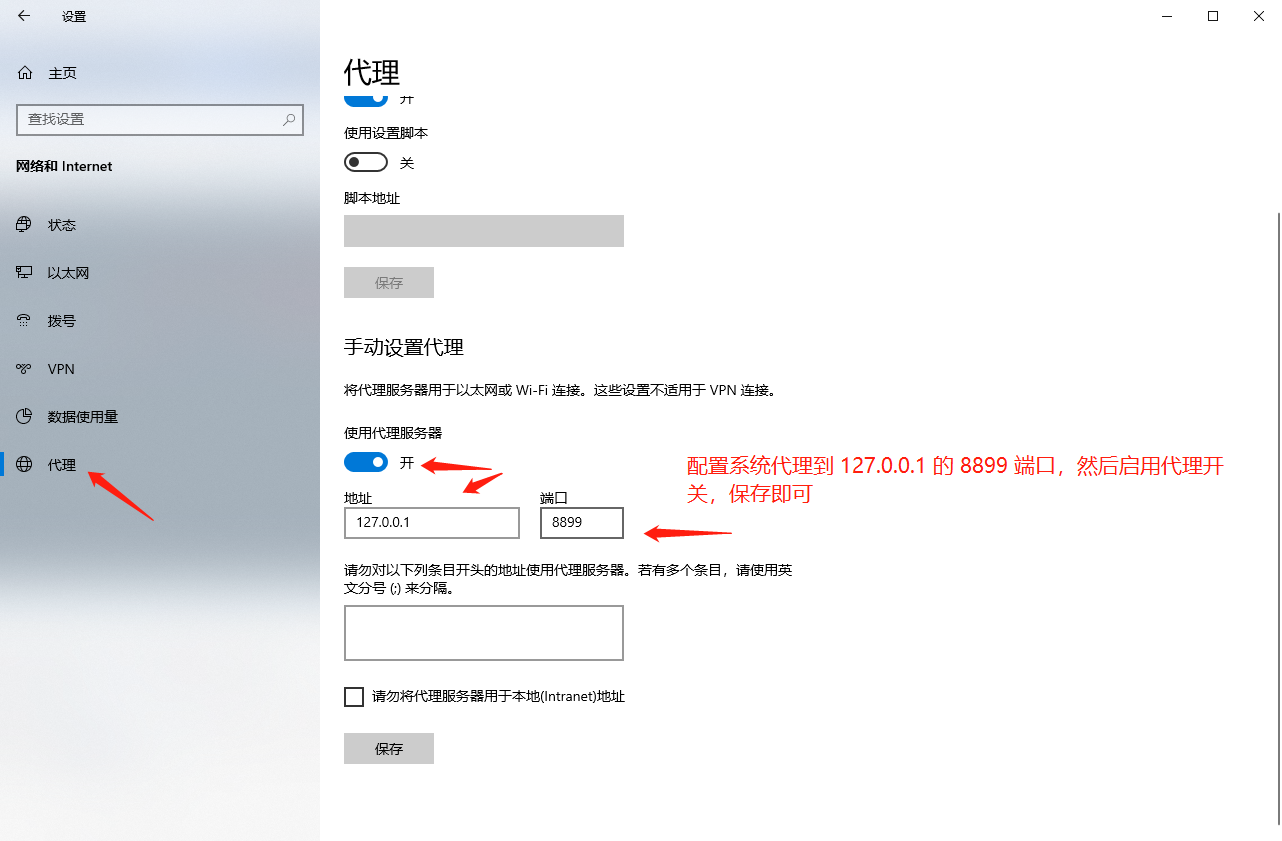 设置
主页
查找设置
网络和 Internet
状态
以太网
拨号
VPN
数据使用量
代理
代理
开
使用设置脚本
关
脚本地址
保存
手动设置代理
将代理服务器用于以太网或 Wi-Fi 连接。这些设置不适用于 VPN 连接。
使用代理服务器
开
地址
端口
127.0.0.1
8899
请勿对以下列条目开头的地址使用代理服务器。若有多个条目，请使用英
文分号 (;) 来分隔。
请勿将代理服务器用于本地(Intranet)地址
保存
配置系统代理到 127.0.0.1 的 8899 端口，然后启用代理开
关，保存即可